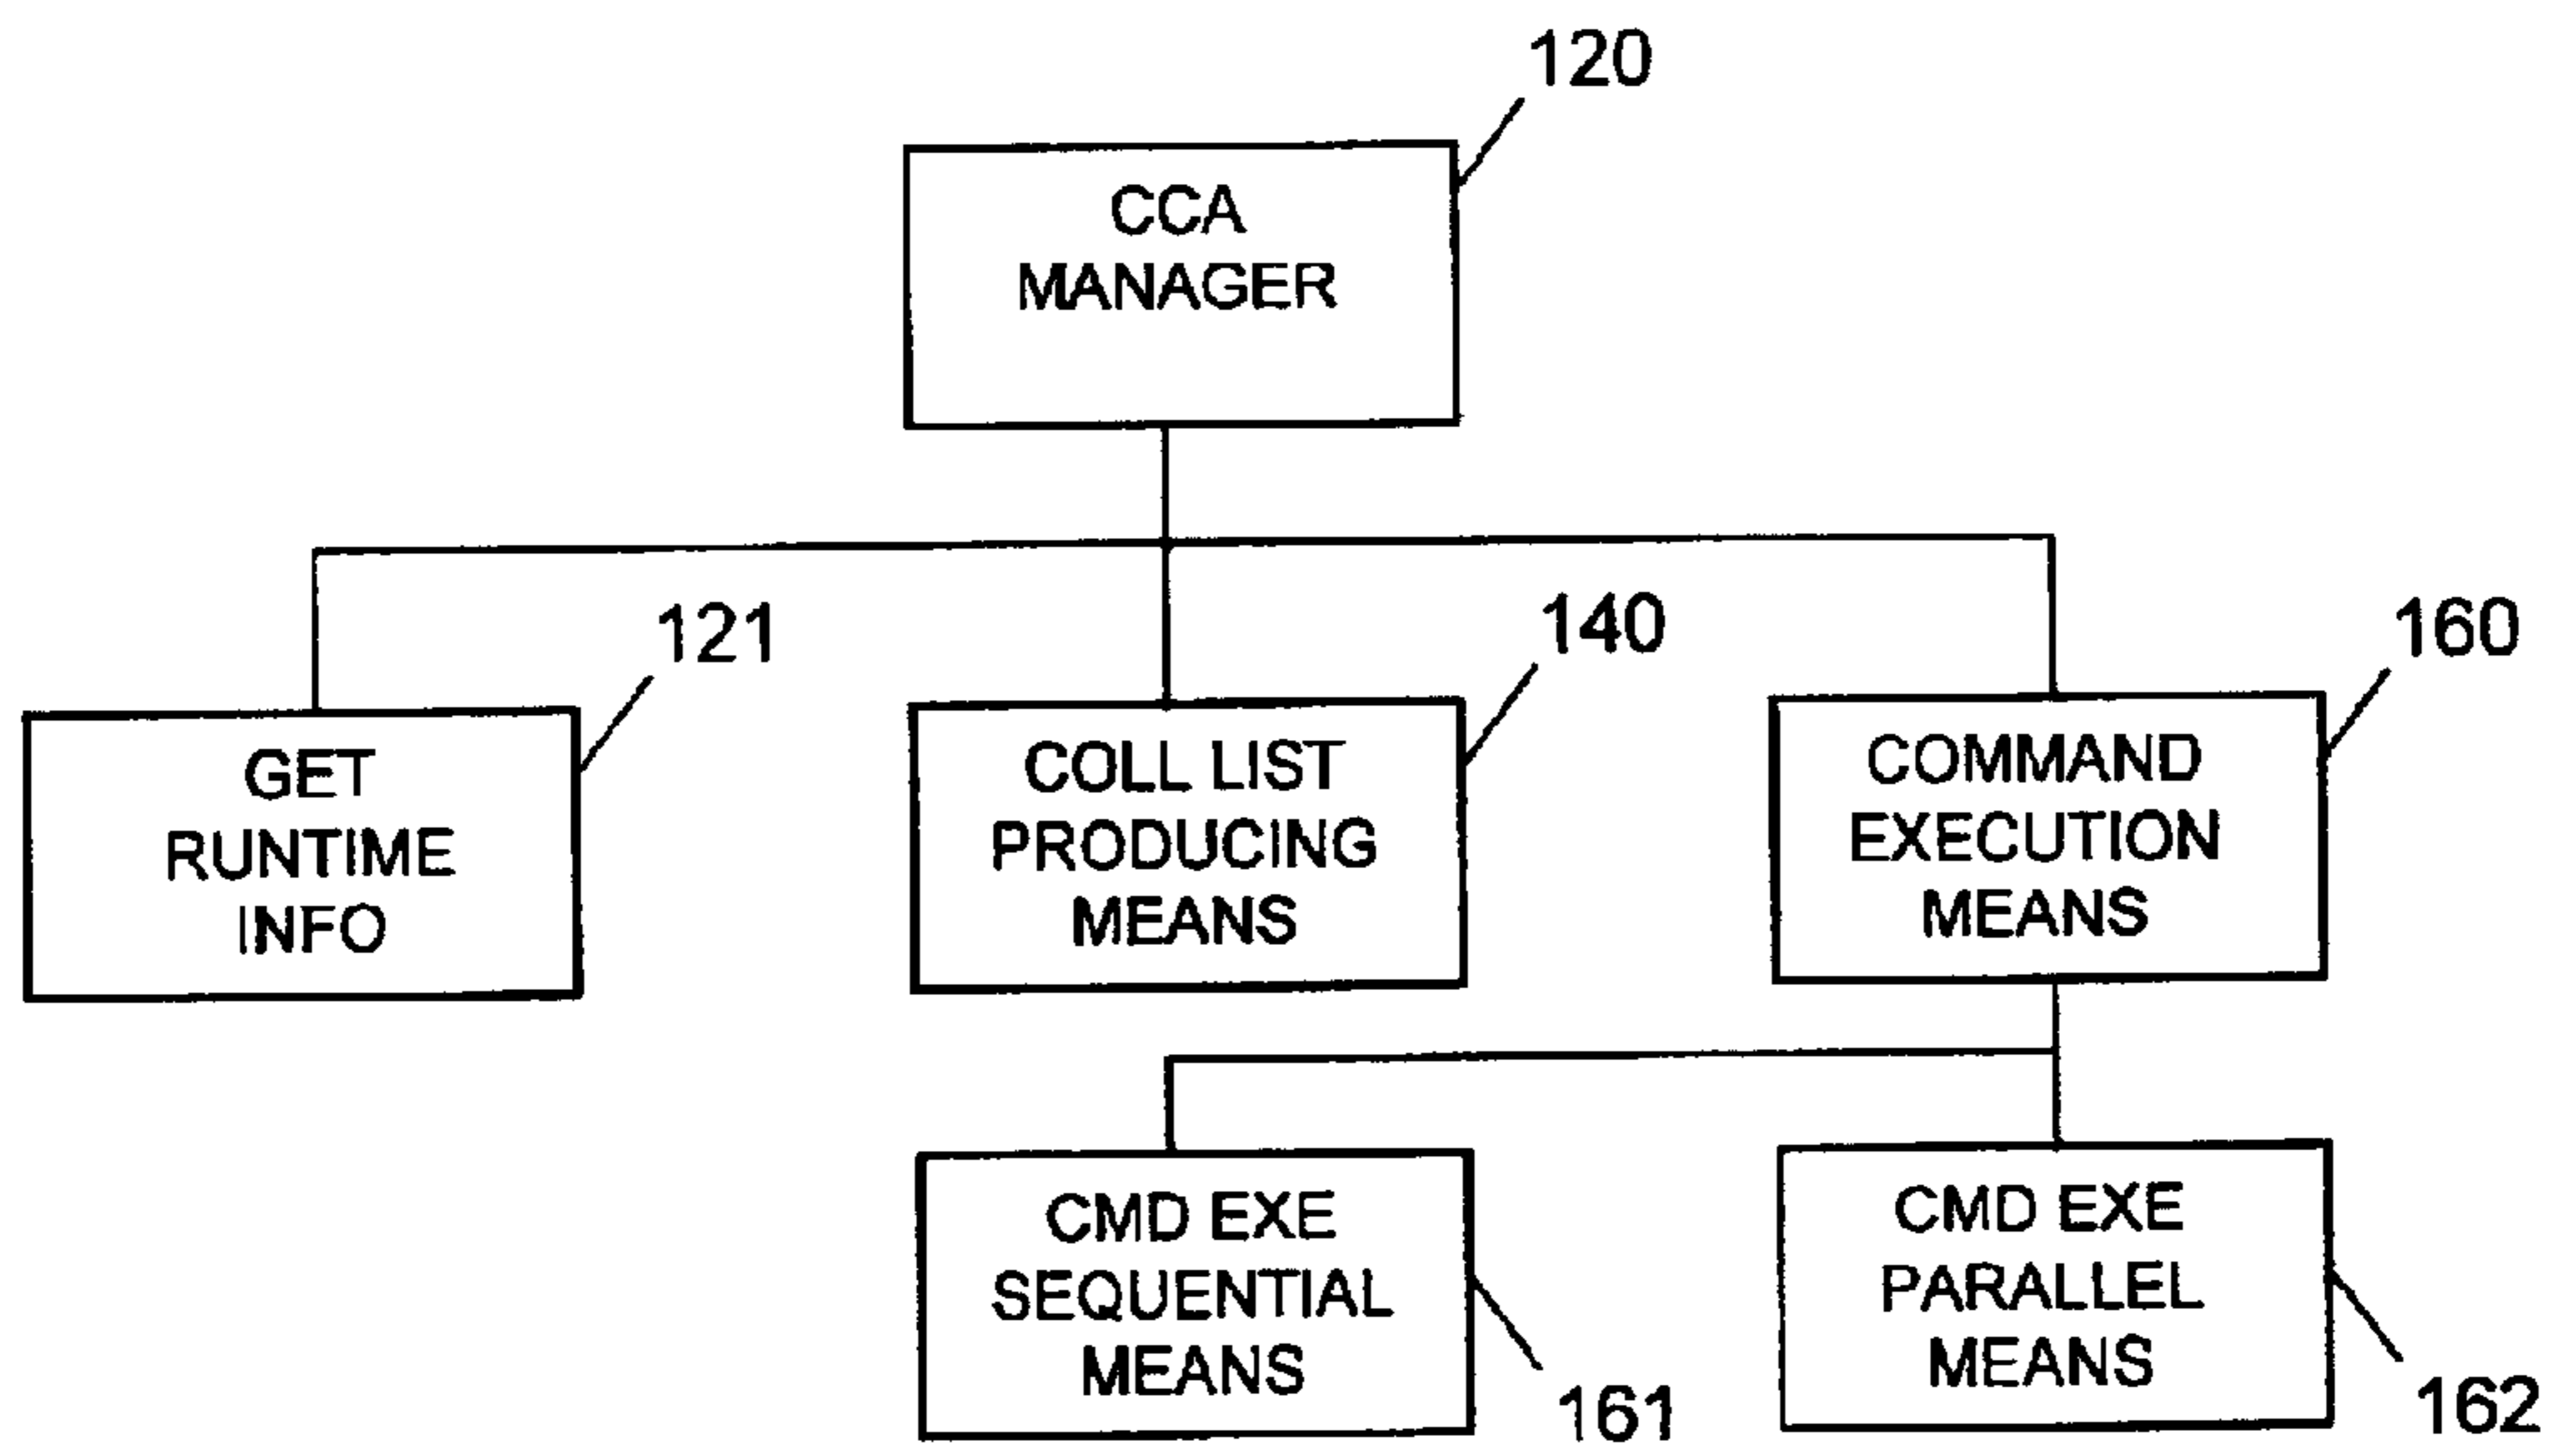 120
CCA
MANAGER
121
140
160
GET
RUNTIME
INFO
COLL LIST
PRODUCING
MEANS
COMMAND
EXECUTION
MEANS
CMD EXE
SEQUENTIAL
MEANS
CMD EXE
PARALLEL
MEANS
161
162